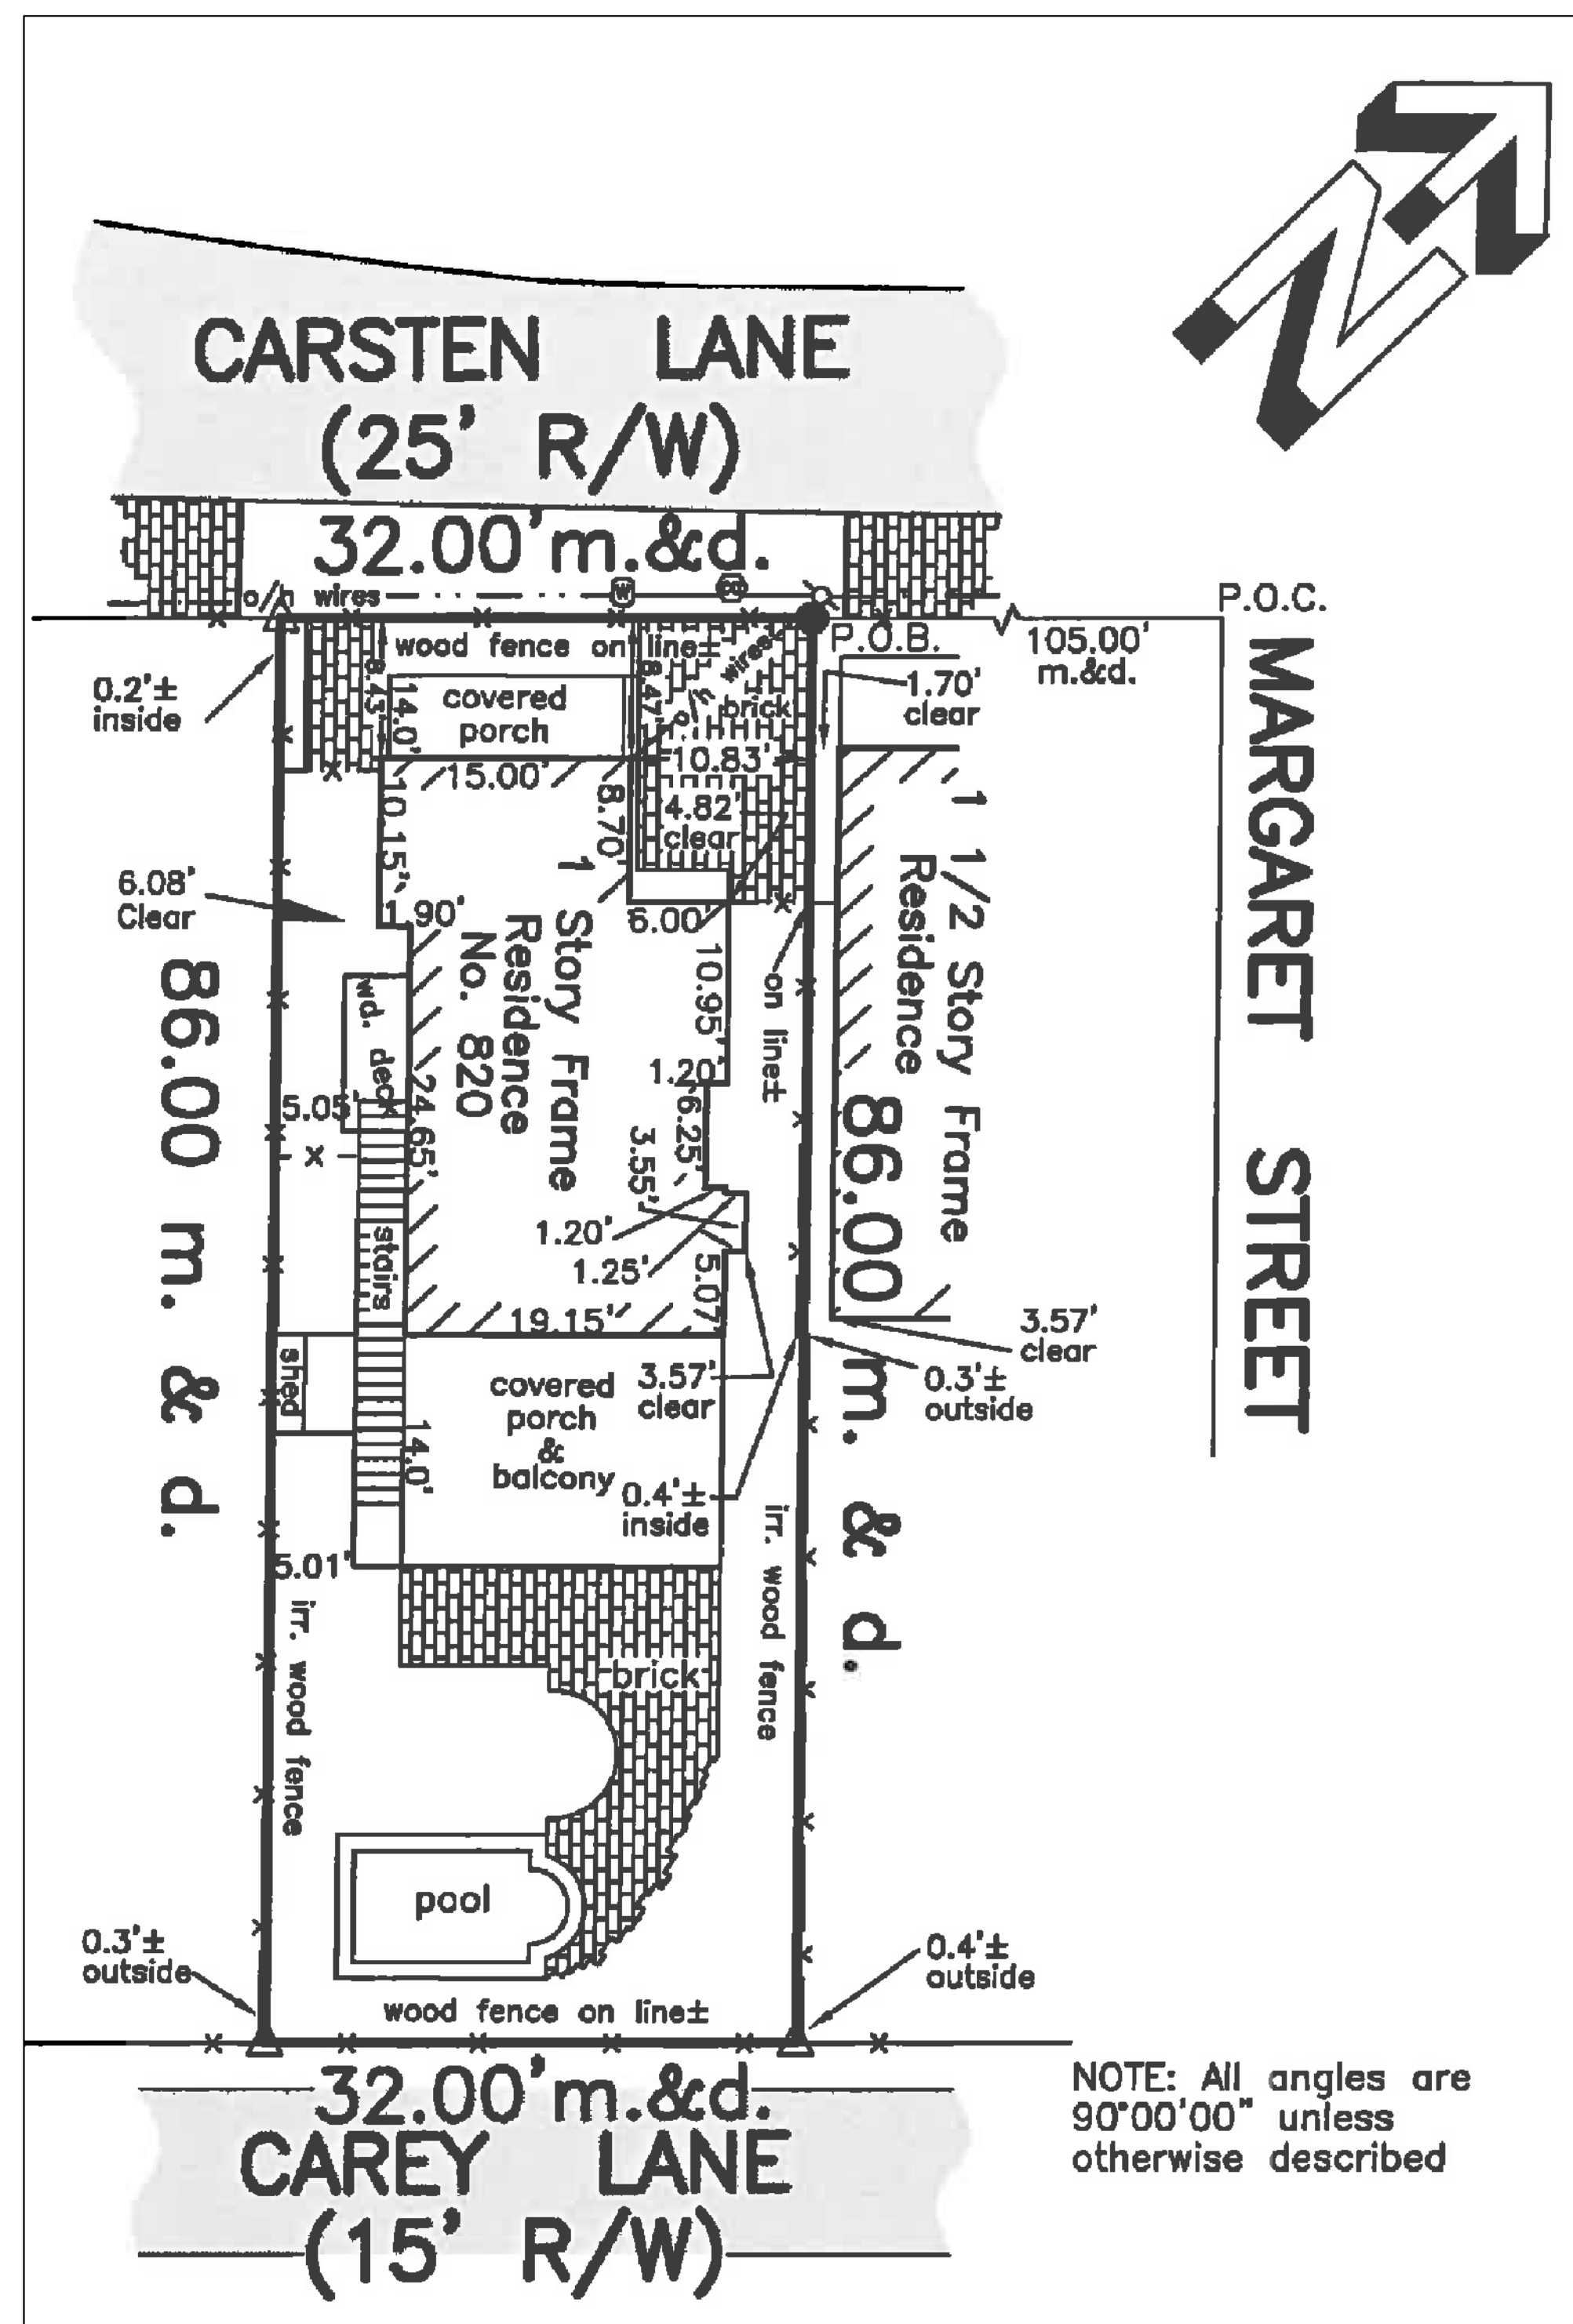 N
CARSTEN LANE
(25' R/W)
32.00'm.&d.
o/h wires
W
P.O.C.
P.O.B.
105.00'
m.&d.
wood fence on line±
0.2'±
inside
8.43'
14.0'
covered
porch
8.47'
o/h wires
brick
1.70'
clear
10.83'
15.00'
10.15'
8.70'
4.82'
clear
6.08'
Clear
1.90'
6.00'
10.95'
on line±
1 Story Frame
Residence
No. 820
1 1/2 Story Frame
Residence
MARGARET STREET
86.00 m. & d.
86.00 m. & d.
wd. deck
5.05'
24.65'
1.20'
6.25'
3.55'
1.20'
1.25'
5.07'
stairs
19.15'
3.57'
clear
0.3'±
outside
shed
covered
porch
&
balcony
3.57'
clear
14.0'
0.4'±
inside
5.01'
irr. wood fence
irr. wood fence
brick
pool
0.3'±
outside
0.4'±
outside
wood fence on line±
32.00'm.&d.
CAREY LANE
(15' R/W)
NOTE: All angles are
90°00'00" unless
otherwise described